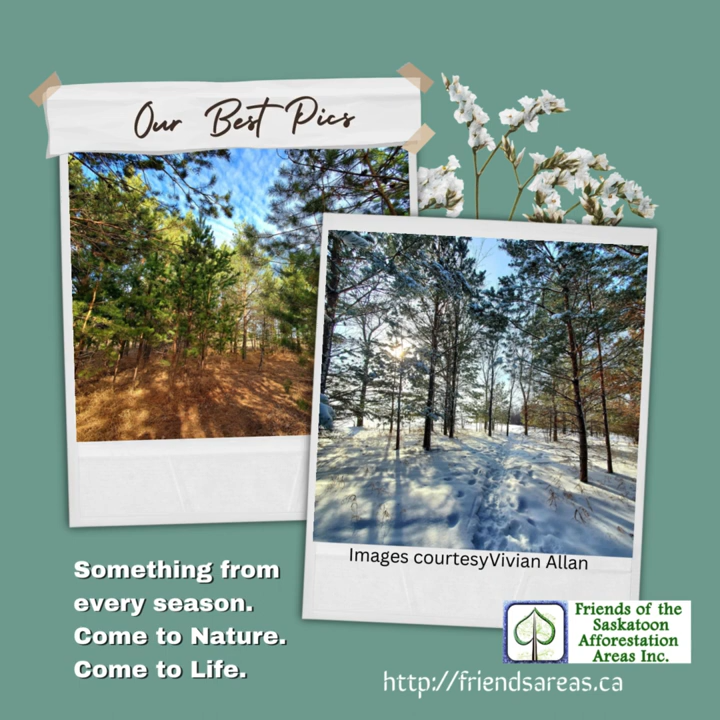 Our Best Pics
Images courtesyVivian Allan
Something from
every season.
Come to Nature.
Come to Life.
Friends of the
Saskatoon
Afforestation
Areas Inc.
http://friendsareas.ca